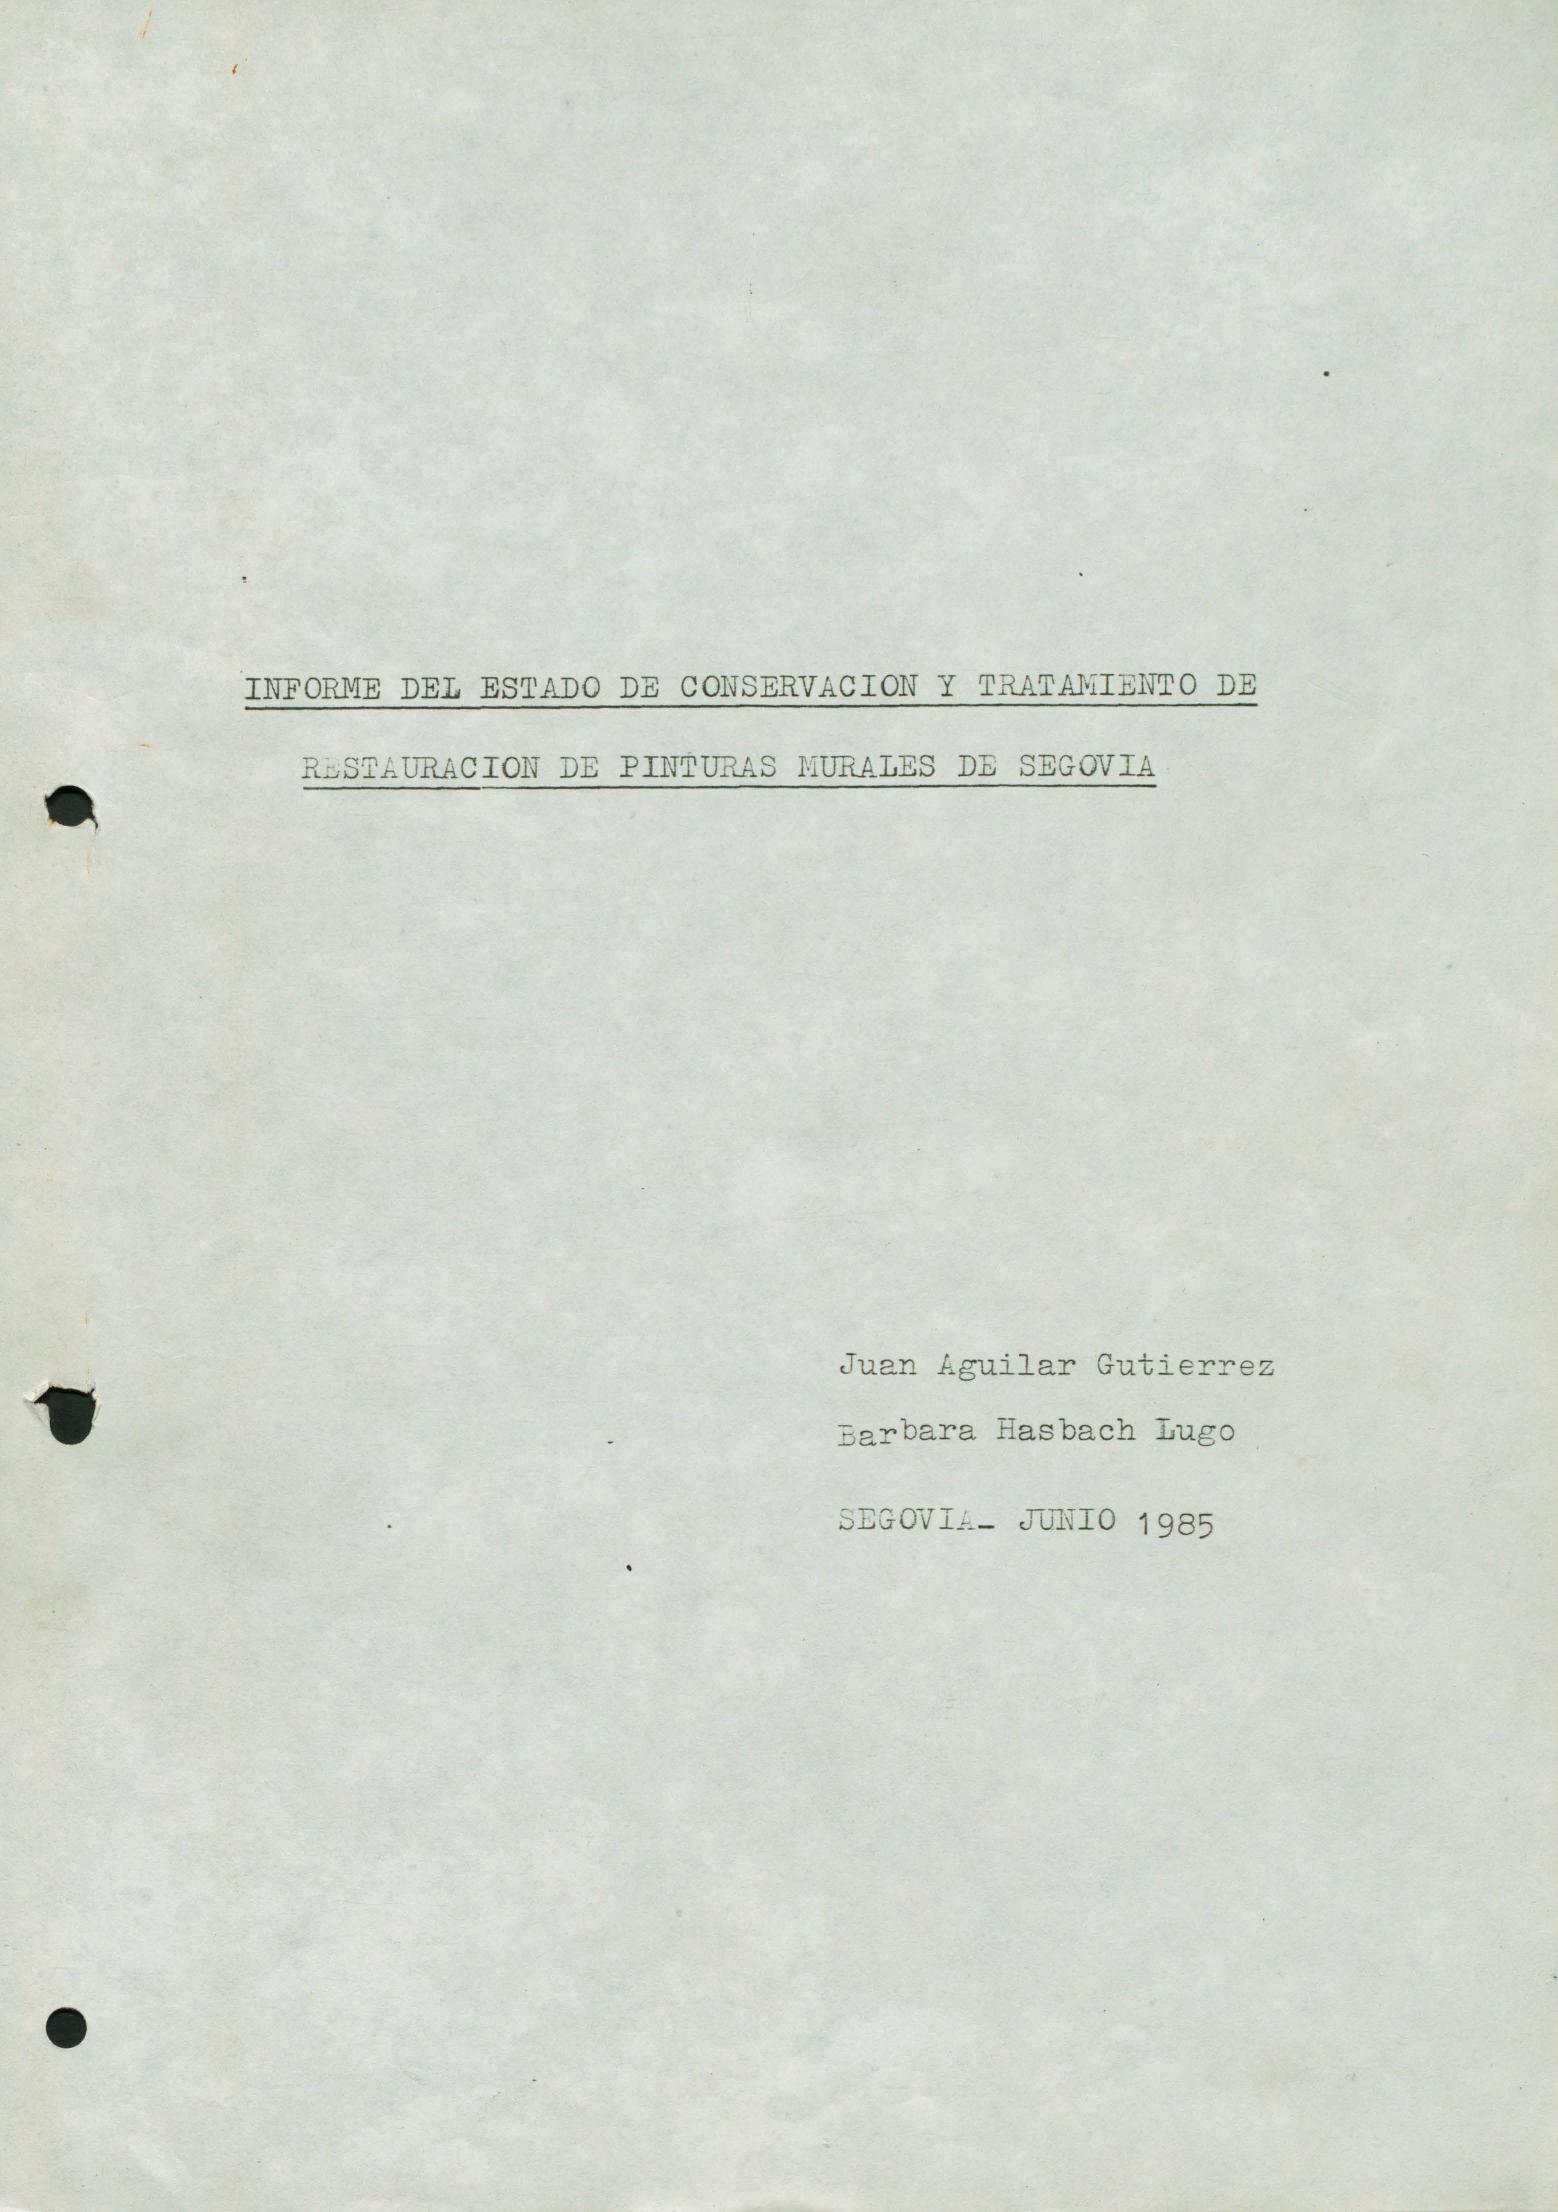 INFORME DEL ESTADO DE CONSERVACION Y TRATAMIENTO DE
RESTAURACION DE PINTURAS MURALES DE SEGOVIA
Juan Aguilar Gutierrez
Barbara Hasbach Lugo
SEGOVIA- JUNIO 1985